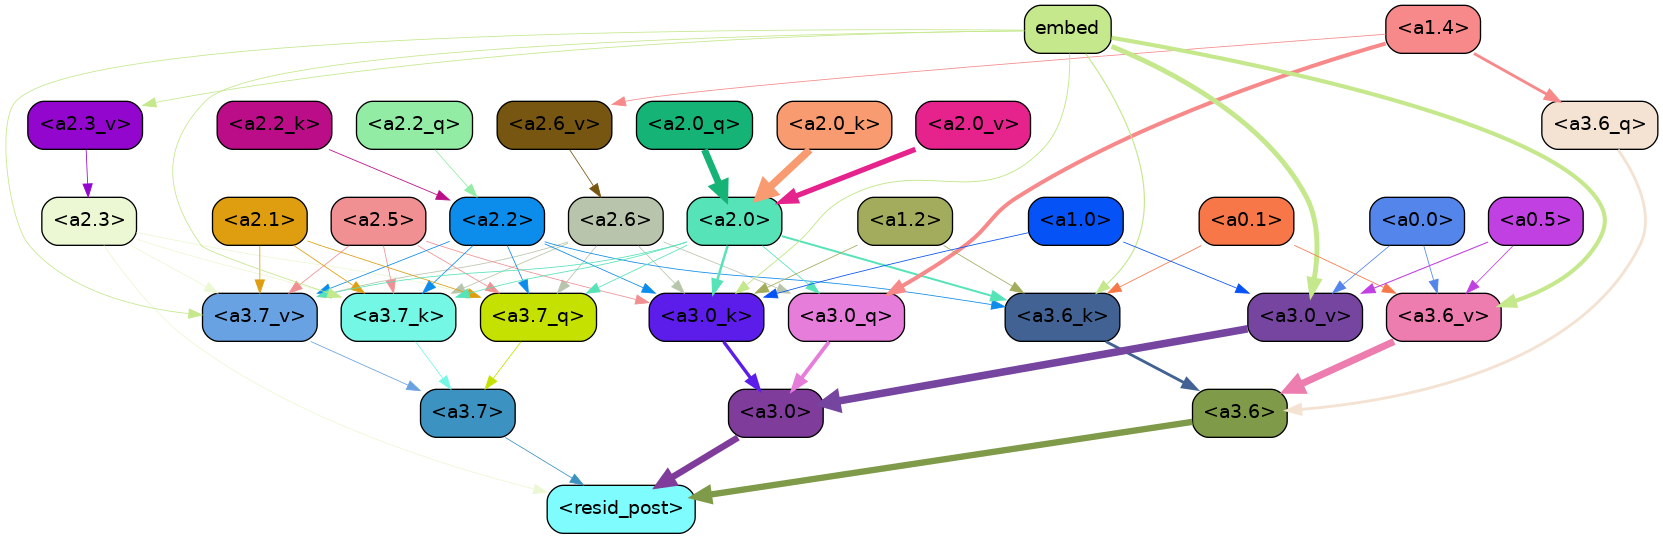 embed
<a1.4>
<a2.3_v>
<a2.2_k>
<a2.2_q>
<a2.6_v>
<a2.0_q>
<a2.0_k>
<a2.0_v>
<a3.6_q>
<a2.3>
<a2.1>
<a2.5>
<a2.2>
<a2.6>
<a2.0>
<a1.2>
<a1.0>
<a0.1>
<a0.0>
<a0.5>
<a3.7_v>
<a3.7_k>
<a3.7_q>
<a3.0_k>
<a3.0_q>
<a3.6_k>
<a3.0_v>
<a3.6_v>
<a3.7>
<a3.0>
<a3.6>
<resid_post>